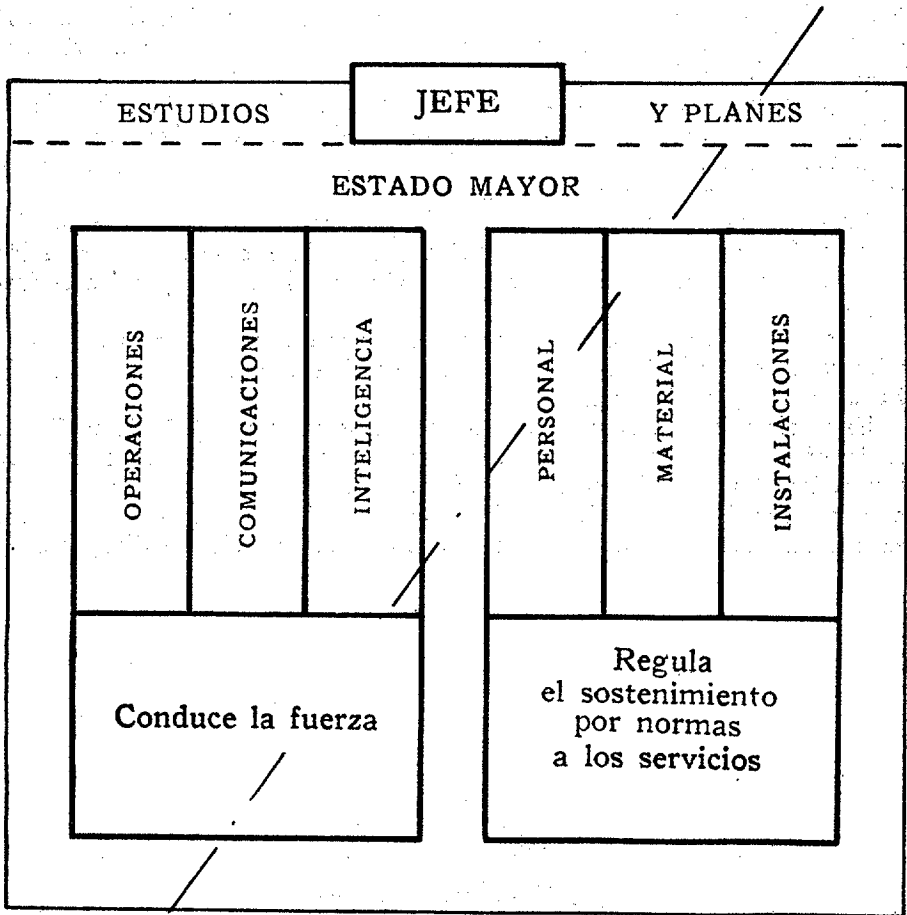 ESTUDIOS
JEFE
Y PLANES
ESTADO MAYOR
OPERACIONES
COMUNICACIONES
INTELIGENCIA
Conduce la fuerza
PERSONAL
MATERIAL
INSTALACIONES
Regula
el sostenimiento
por normas
a los servicios